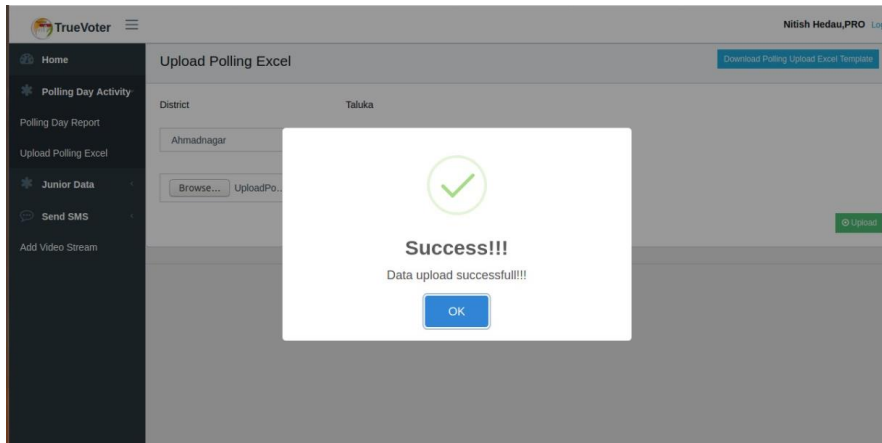 TrueVoter
Nitish Hedau,PRO
Home
Upload Polling Excel
Download Polling Upload Excel Template
Polling Day Activity
District
Taluka
Polling Day Report
Ahmadnagar
Upload Polling Excel
Junior Data
Browse... UploadPo...
Send SMS
Upload
Add Video Stream
Success!!!
Data upload successfull!!!
OK